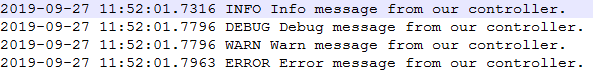 2019-09-27 11:52:01.7316 INFO Info message from our controller.
2019-09-27 11:52:01.7796 DEBUG Debug message from our controller.
2019-09-27 11:52:01.7796 WARN Warn message from our controller.
2019-09-27 11:52:01.7963 ERROR Error message from our controller.